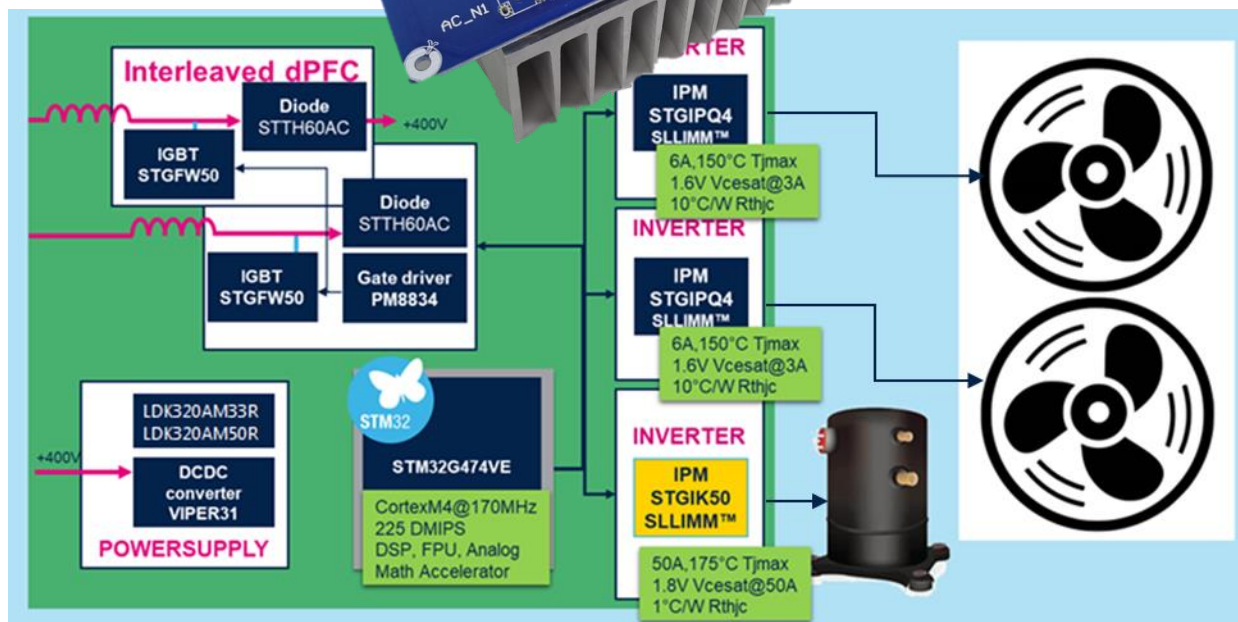 AC_N1
Interleaved dPFC
Diode
STTH60AC
+400V
IGBT
STGFW50
Diode
STTH60AC
IGBT
STGFW50
Gate driver
PM8834
LDK320AM33R
LDK320AM50R
+400V
DCDC
converter
VIPER31
POWERSUPPLY
STM32
STM32G474VE
CortexM4@170MHz
225 DMIPS
DSP, FPU, Analog
Math Accelerator
INVERTER
IPM
STGIPQ4
SLLIMM™
6A,150°C Tjmax
1.6V Vcesat@3A
10°C/W Rthjc
INVERTER
IPM
STGIPQ4
SLLIMM™
6A,150°C Tjmax
1.6V Vcesat@3A
10°C/W Rthjc
INVERTER
IPM
STGIK50
SLLIMM™
50A,175°C Tjmax
1.8V Vcesat@50A
1°C/W Rthjc